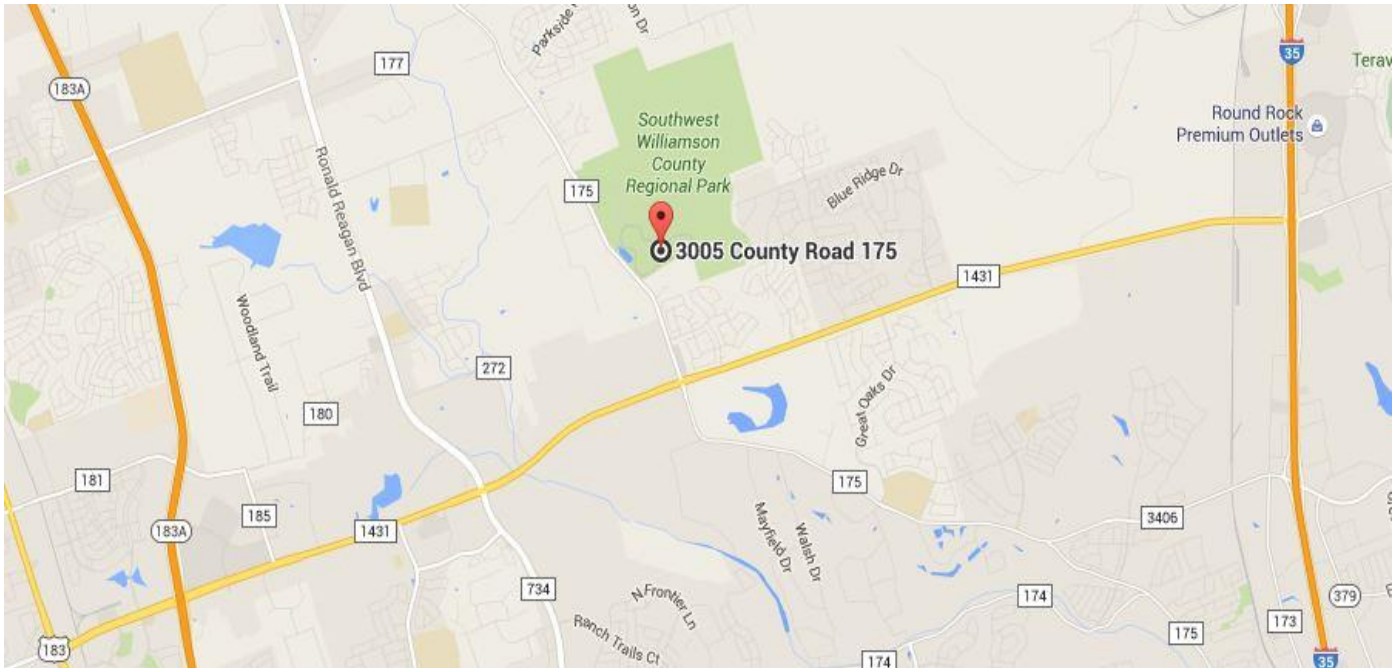 Parkside
on Dr
177
35
183A
Terav
Round Rock
Premium Outlets
Southwest
Williamson
County
Regional Park
Ronald Reagan Blvd
175
Blue Ridge Dr
3005 County Road 175
1431
Woodland Trail
272
180
Great Oaks Dr
181
175
185
3406
183A
1431
Mayfield Dr
Walsh Dr
734
N Frontier Ln
174
379
Ranch Trails Ct
173
175
183
174
35